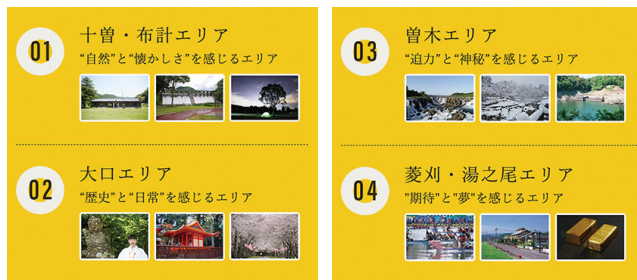 01
十曽・布計エリア
“自然”と“懐かしさ”を感じるエリア
02
大口エリア
“歴史”と“日常”を感じるエリア
03
曽木エリア
“迫力”と“神秘”を感じるエリア
04
菱刈・湯之尾エリア
"期待"と"夢"を感じるエリア